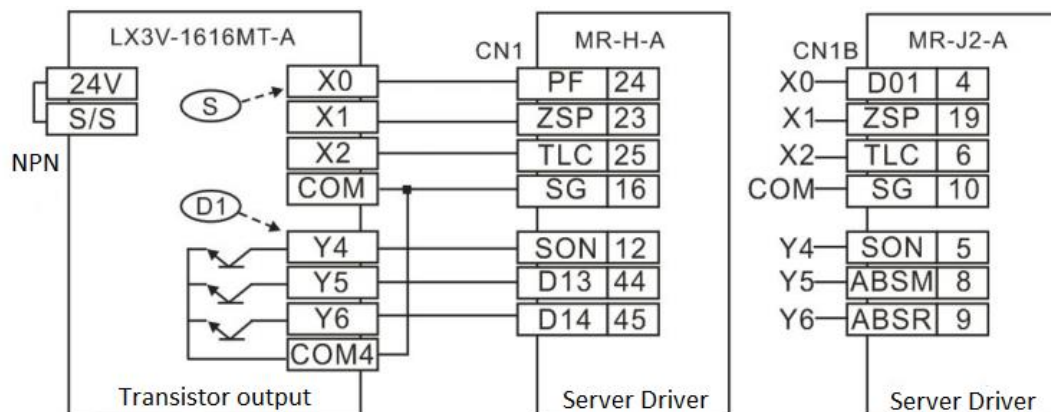 LX3V-1616MT-A
24V
S/S
NPN
S
X0
X1
X2
COM
D1
Y4
Y5
Y6
COM4
Transistor output
CN1
MR-H-A
PF 24
ZSP 23
TLC 25
SG 16
SON 12
D13 44
D14 45
Server Driver
CN1B
MR-J2-A
X0 D01 4
X1 ZSP 19
X2 TLC 6
COM SG 10
Y4 SON 5
Y5 ABSM 8
Y6 ABSR 9
Server Driver